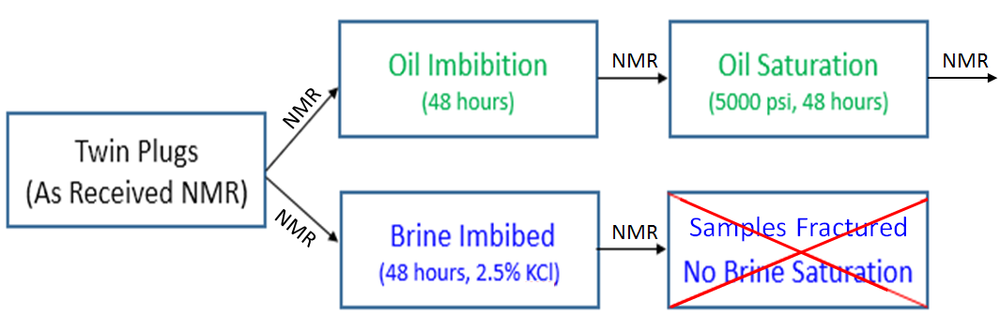 Twin Plugs
(As Received NMR)
NMR
Oil Imbibition
(48 hours)
NMR
Oil Saturation
(5000 psi, 48 hours)
NMR
NMR
Brine Imbibed
(48 hours, 2.5% KCl)
NMR
Samples Fractured
No Brine Saturation